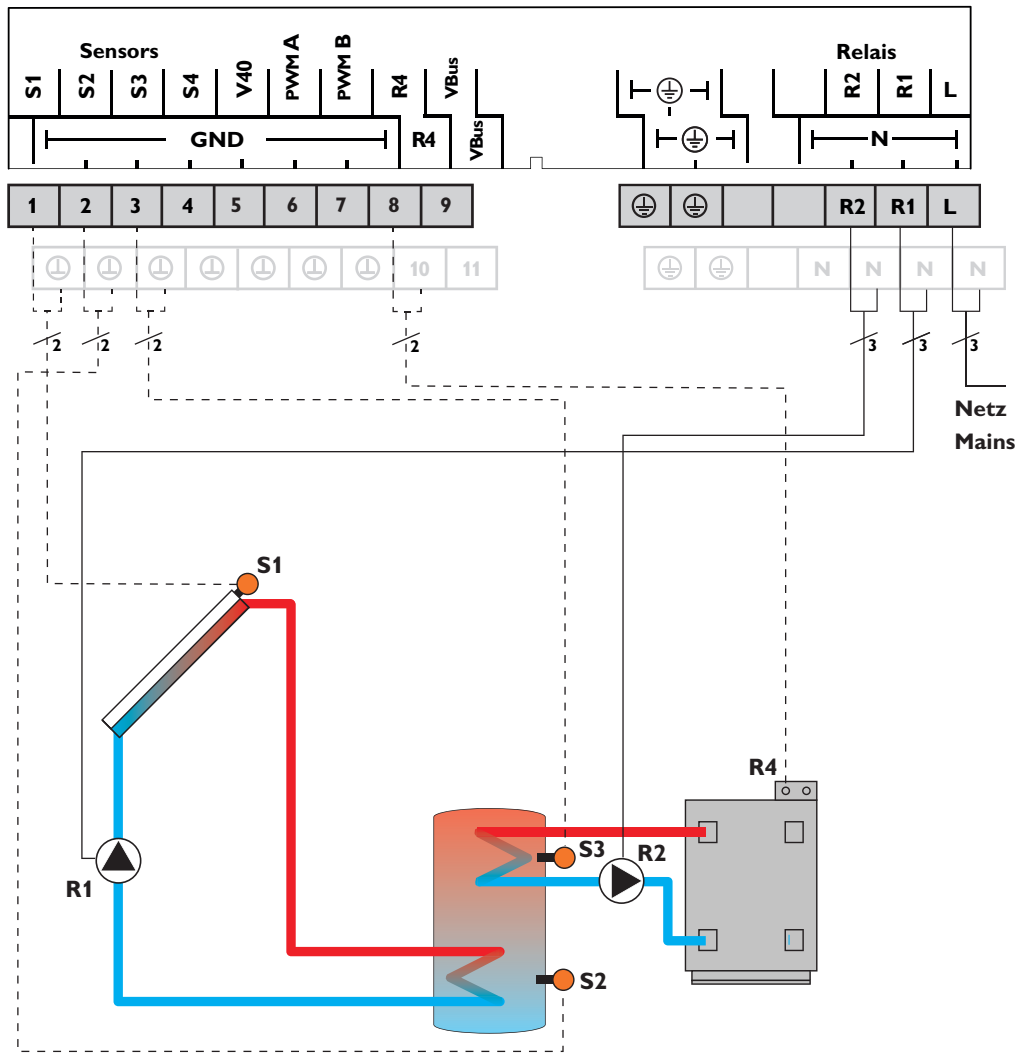 Sensors
Relais
S1 S2 S3 S4 V40 PWM A PWM B R4 VBus
R2 R1 L
GND R4 VBus
N
1 2 3 4 5 6 7 8 9
R2 R1 L
10 11
N N N N
2 2 2 2
3 3 3
Netz
Mains
S1
R4
S3
R2
R1
S2